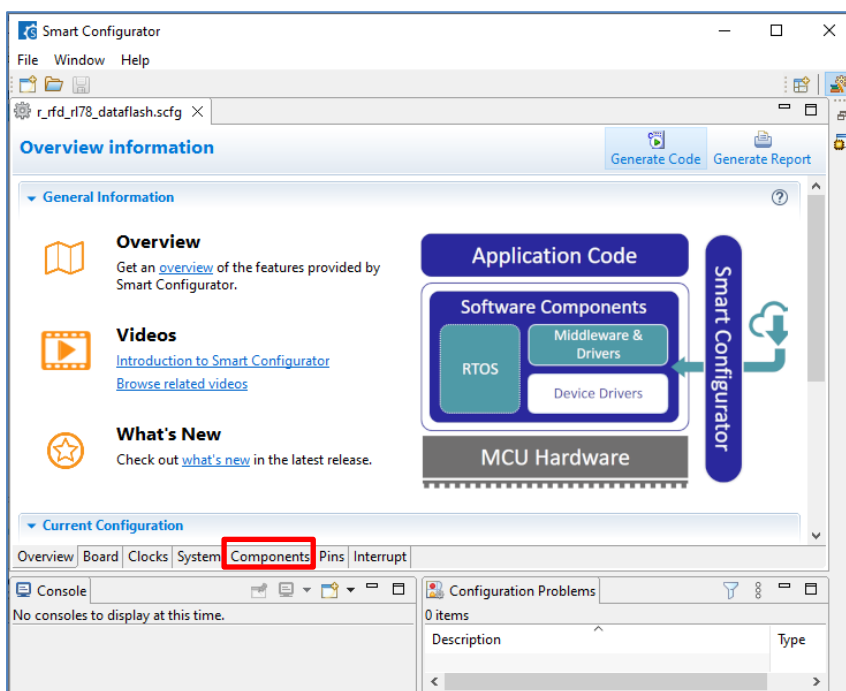 Smart Configurator
File Window Help
r_rfd_rl78_dataflash.scfg
Overview information
Generate Code Generate Report
General Information
Overview
Get an overview of the features provided by
Smart Configurator.
Videos
Introduction to Smart Configurator
Browse related videos
What's New
Check out what's new in the latest release.
Application Code
Software Components
RTOS
Middleware &
Drivers
Device Drivers
MCU Hardware
Smart Configurator
Current Configuration
Overview Board Clocks System Components Pins Interrupt
Console
No consoles to display at this time.
Configuration Problems
0 items
Description Type